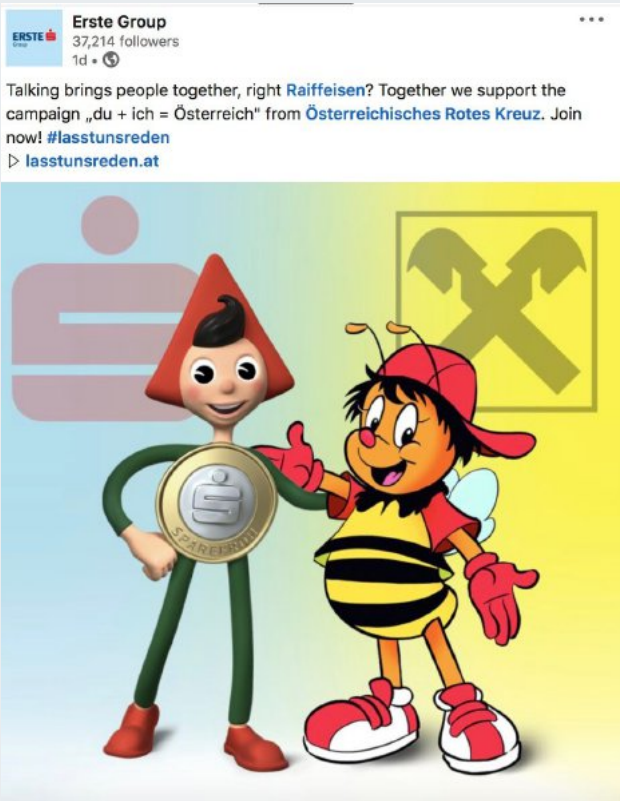 ERSTE
Group
Erste Group
37,214 followers
1d •
Talking brings people together, right Raiffeisen? Together we support the
campaign „du + ich = Österreich" from Österreichisches Rotes Kreuz. Join
now! #lasstunsreden
▷ lasstunsreden.at
SPAREFROH